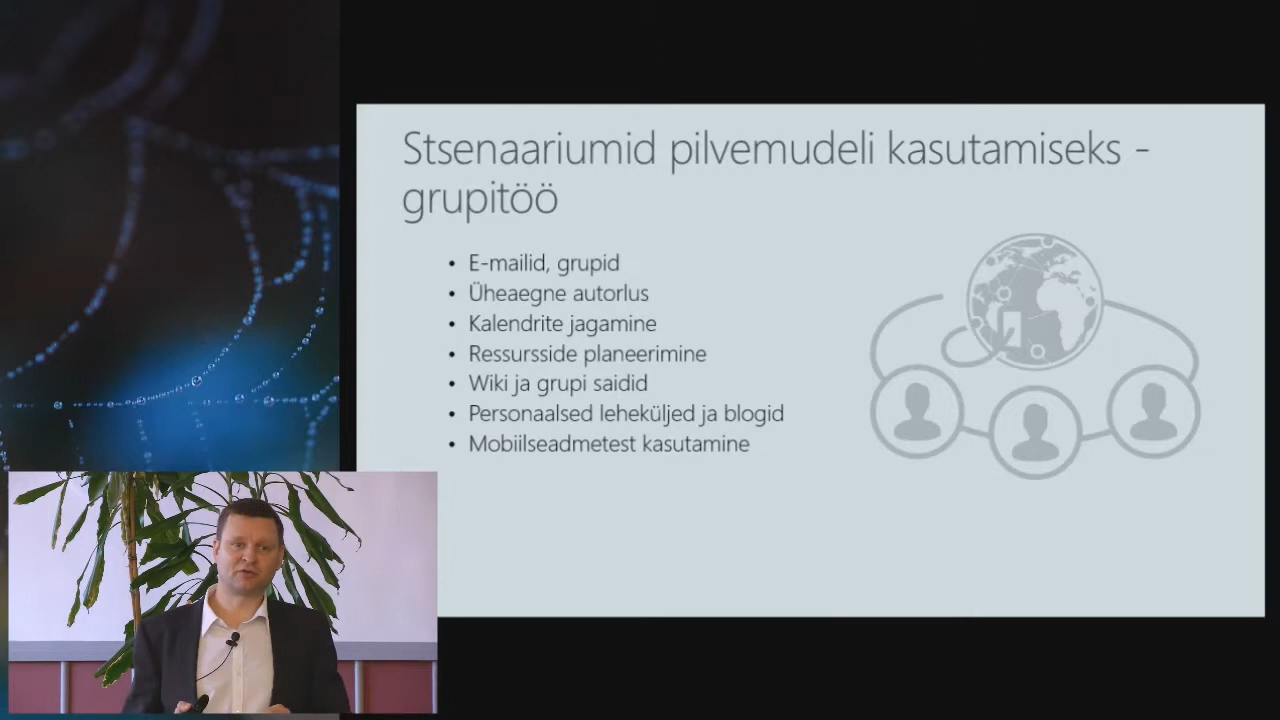 Stsenaariumid pilvemudeli kasutamiseks -
grupitöö
• E-mailid, grupid
• Üheaegne autorlus
• Kalendrite jagamine
• Ressursside planeerimine
• Wiki ja grupi saidid
• Personaalsed leheküljed ja blogid
• Mobiilseadmetest kasutamine